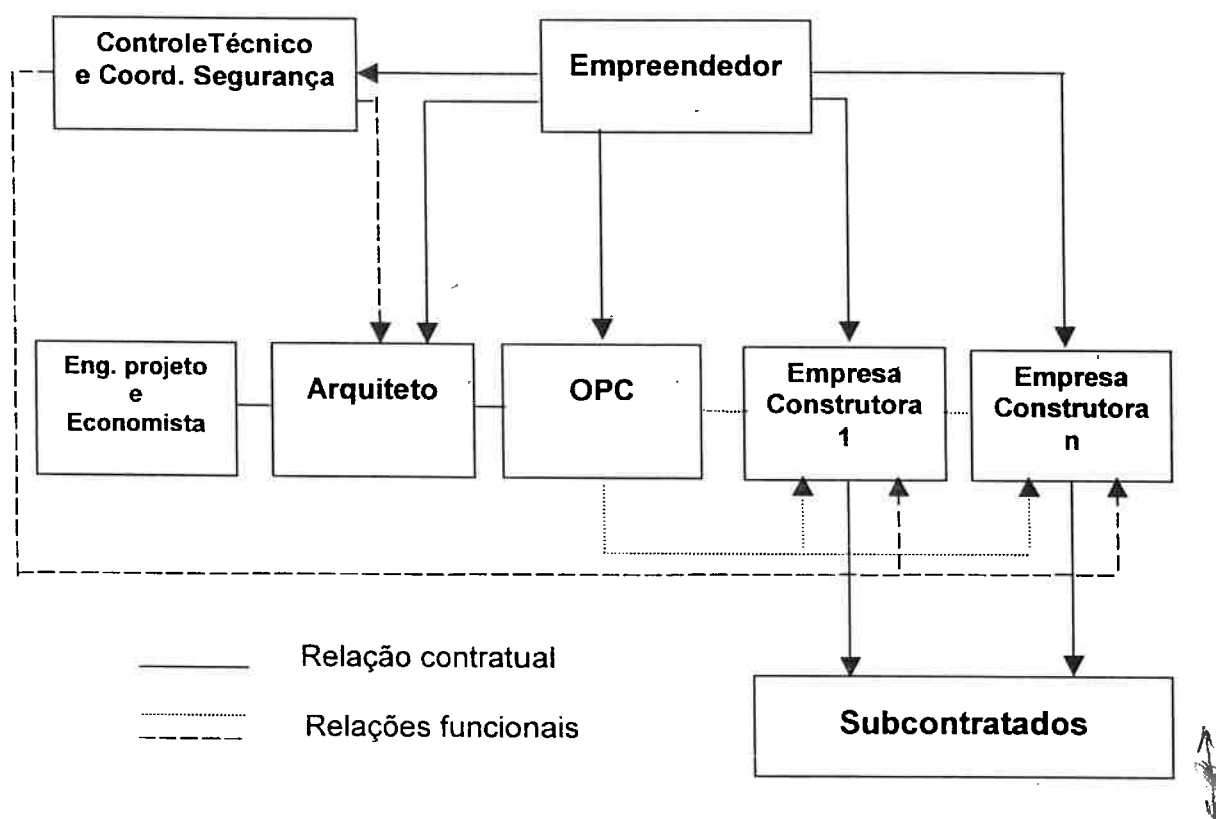 ControleTécnico
e Coord. Segurança
Empreendedor
Eng. projeto
e
Economista
Arquiteto
OPC
Empresa
Construtora
1
Empresa
Construtora
n
Relação contratual
Relações funcionais
Subcontratados